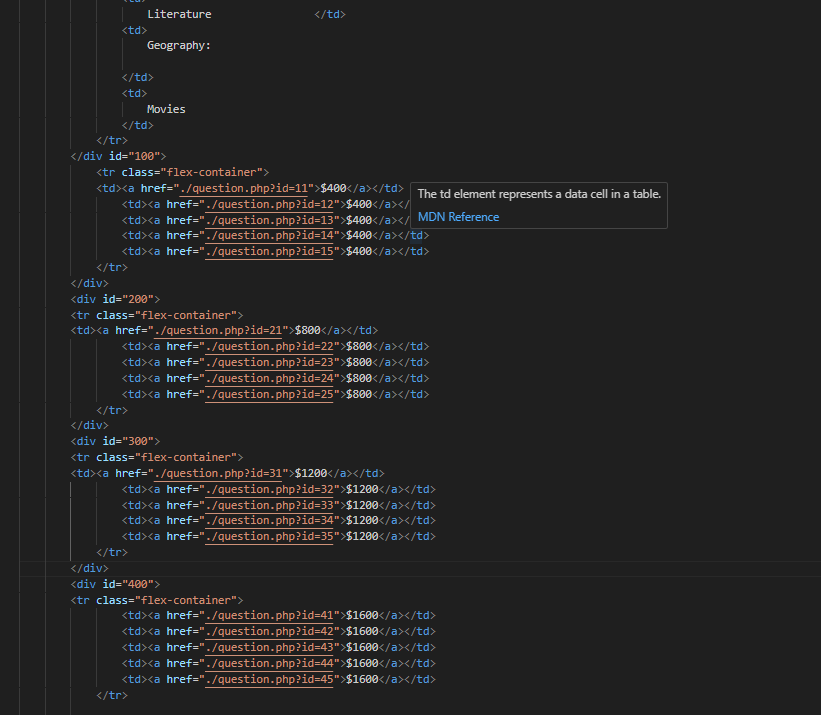 <td>
Literature </td>
<td>
Geography:
</td>
<td>
Movies
</td>
</tr>
</div id="100">
<tr class="flex-container">
<td><a href="./question.php?id=11">$400</a></td>
The td element represents a data cell in a table.
<td><a href="./question.php?id=12">$400</a></
MDN Reference
<td><a href="./question.php?id=13">$400</a></
<td><a href="./question.php?id=14">$400</a></td>
<td><a href="./question.php?id=15">$400</a></td>
</tr>
</div>
<div id="200">
<tr class="flex-container">
<td><a href="./question.php?id=21">$800</a></td>
<td><a href="./question.php?id=22">$800</a></td>
<td><a href="./question.php?id=23">$800</a></td>
<td><a href="./question.php?id=24">$800</a></td>
<td><a href="./question.php?id=25">$800</a></td>
</tr>
</div>
<div id="300">
<tr class="flex-container">
<td><a href="./question.php?id=31">$1200</a></td>
<td><a href="./question.php?id=32">$1200</a></td>
<td><a href="./question.php?id=33">$1200</a></td>
<td><a href="./question.php?id=34">$1200</a></td>
<td><a href="./question.php?id=35">$1200</a></td>
</tr>
</div>
<div id="400">
<tr class="flex-container">
<td><a href="./question.php?id=41">$1600</a></td>
<td><a href="./question.php?id=42">$1600</a></td>
<td><a href="./question.php?id=43">$1600</a></td>
<td><a href="./question.php?id=44">$1600</a></td>
<td><a href="./question.php?id=45">$1600</a></td>
</tr>